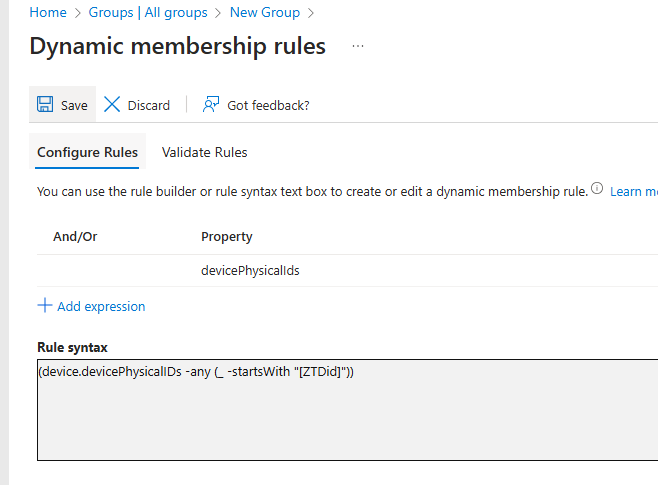 Home > Groups | All groups > New Group >
Dynamic membership rules ...
Save Discard Got feedback?
Configure Rules Validate Rules
You can use the rule builder or rule syntax text box to create or edit a dynamic membership rule. Learn mo
And/Or Property
devicePhysicalIds
+ Add expression
Rule syntax
(device.devicePhysicalIDs -any (_ -startsWith "[ZTDid]"))